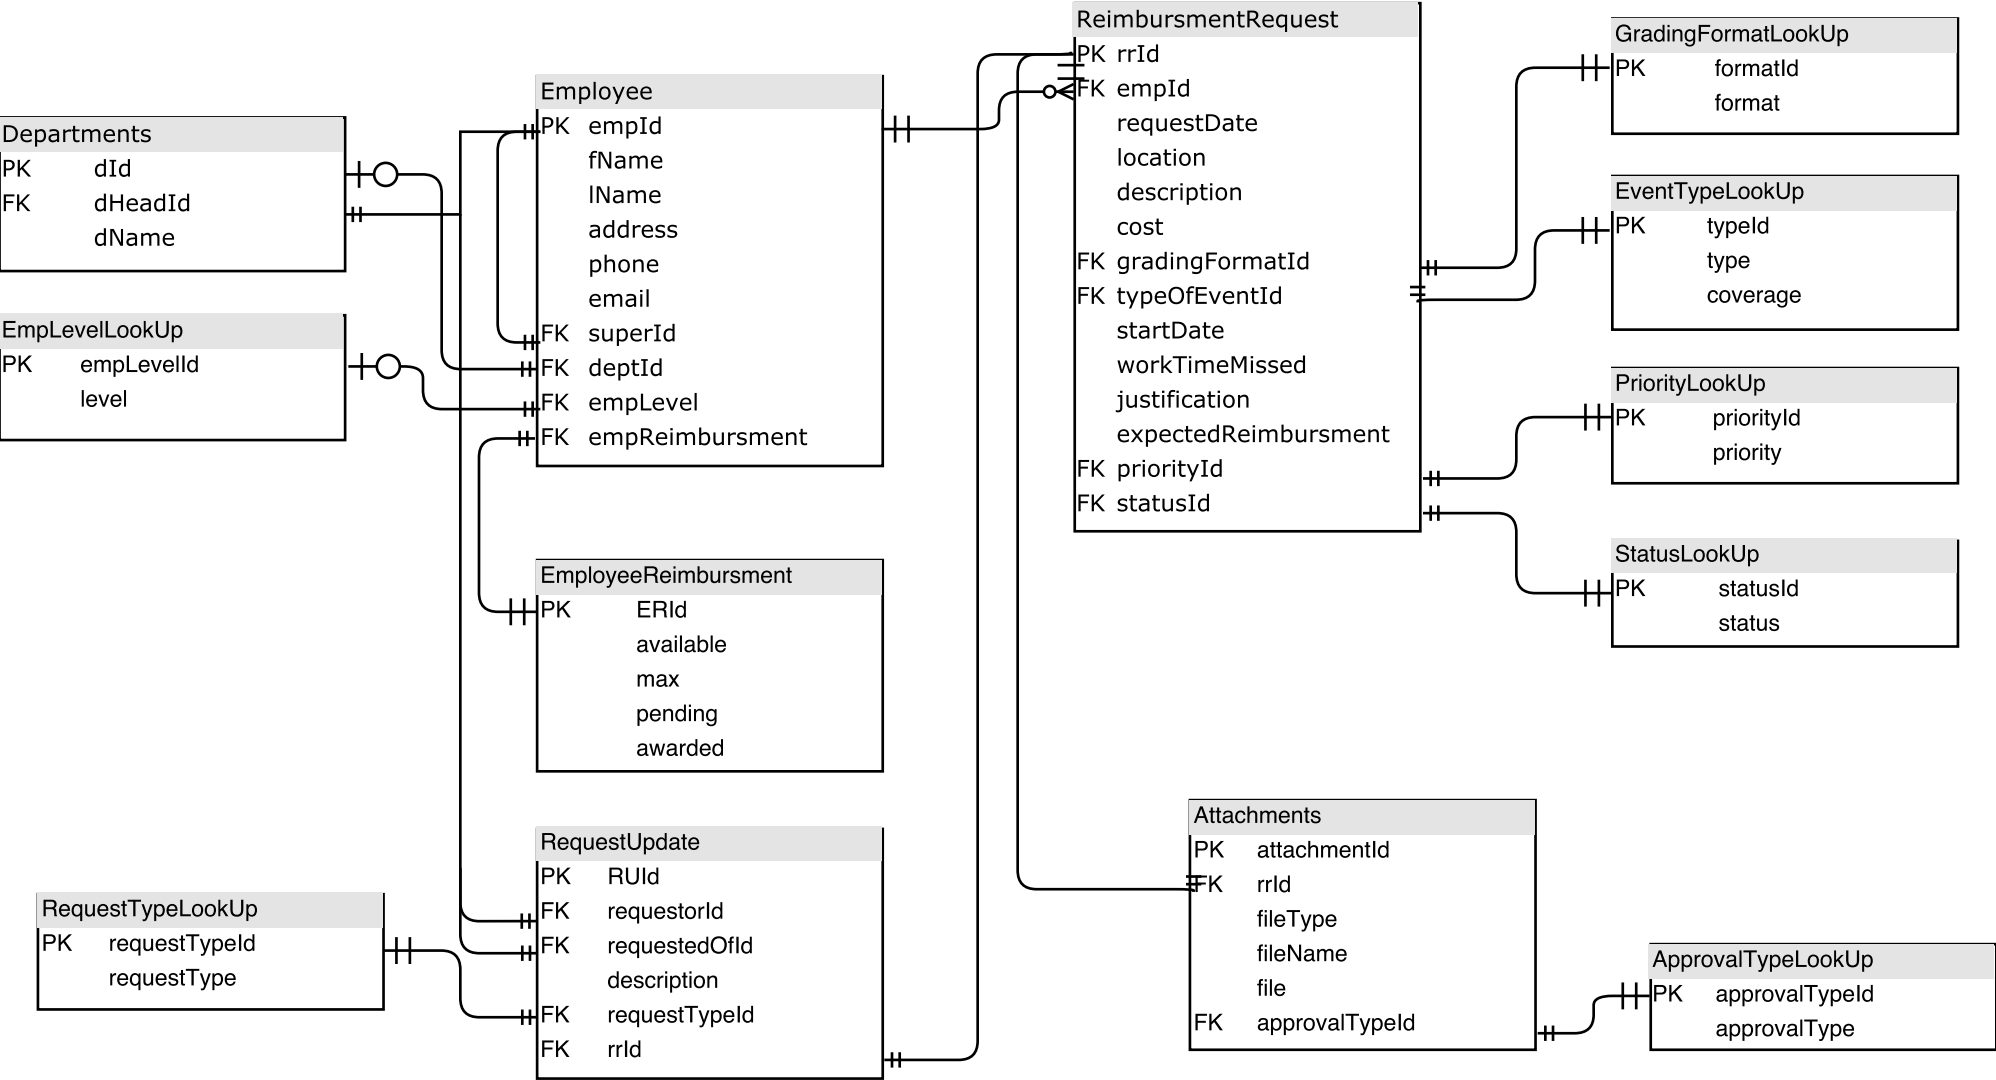 Departments
PK dId
FK dHeadId
dName
EmpLevelLookUp
PK empLevelId
level
Employee
PK empId
fName
lName
address
phone
email
FK superId
FK deptId
FK empLevel
FK empReimbursment
EmployeeReimbursment
PK ERId
available
max
pending
awarded
RequestTypeLookUp
PK requestTypeId
requestType
RequestUpdate
PK RUId
FK requestorId
FK requestedOfId
description
FK requestTypeId
FK rrId
ReimbursmentRequest
PK rrId
FK empId
requestDate
location
description
cost
FK gradingFormatId
FK typeOfEventId
startDate
workTimeMissed
justification
expectedReimbursment
FK priorityId
FK statusId
GradingFormatLookUp
PK formatId
format
EventTypeLookUp
PK typeId
type
coverage
PriorityLookUp
PK priorityId
priority
StatusLookUp
PK statusId
status
Attachments
PK attachmentId
FK rrId
fileType
fileName
file
FK approvalTypeId
ApprovalTypeLookUp
PK approvalTypeId
approvalType